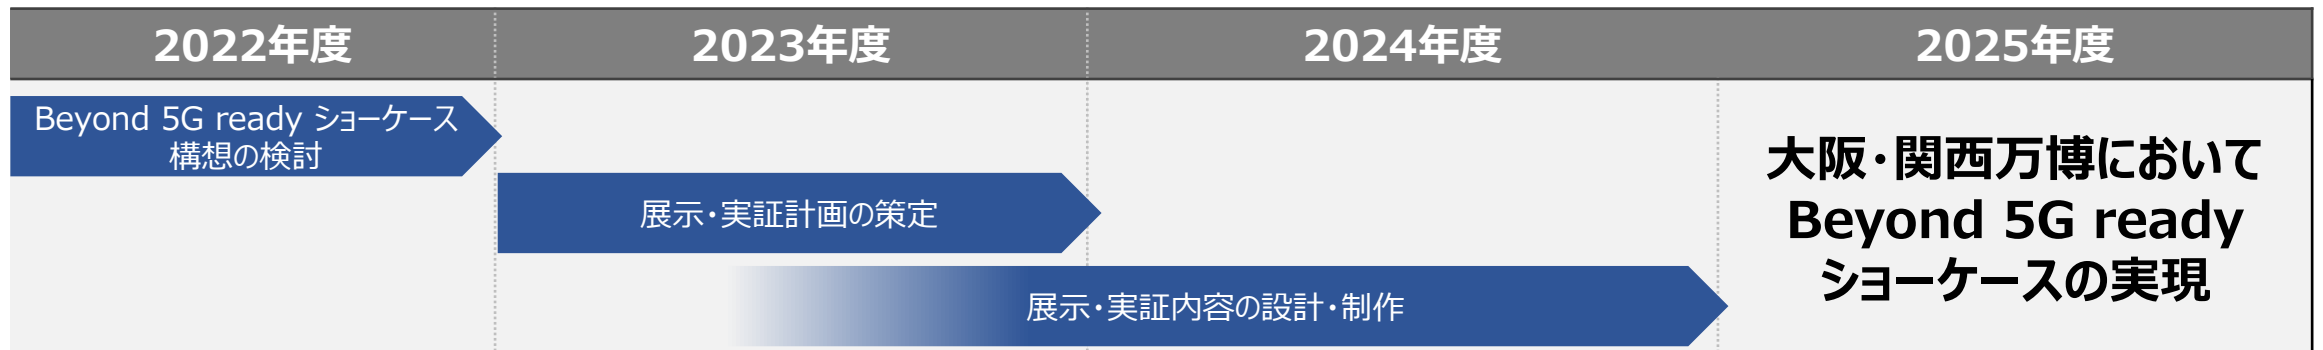 2022年度 2023年度 2024年度 2025年度
Beyond 5G ready ショーケース
構想の検討
展示・実証計画の策定
展示・実証内容の設計・制作
大阪・関西万博において
Beyond 5G ready
ショーケースの実現